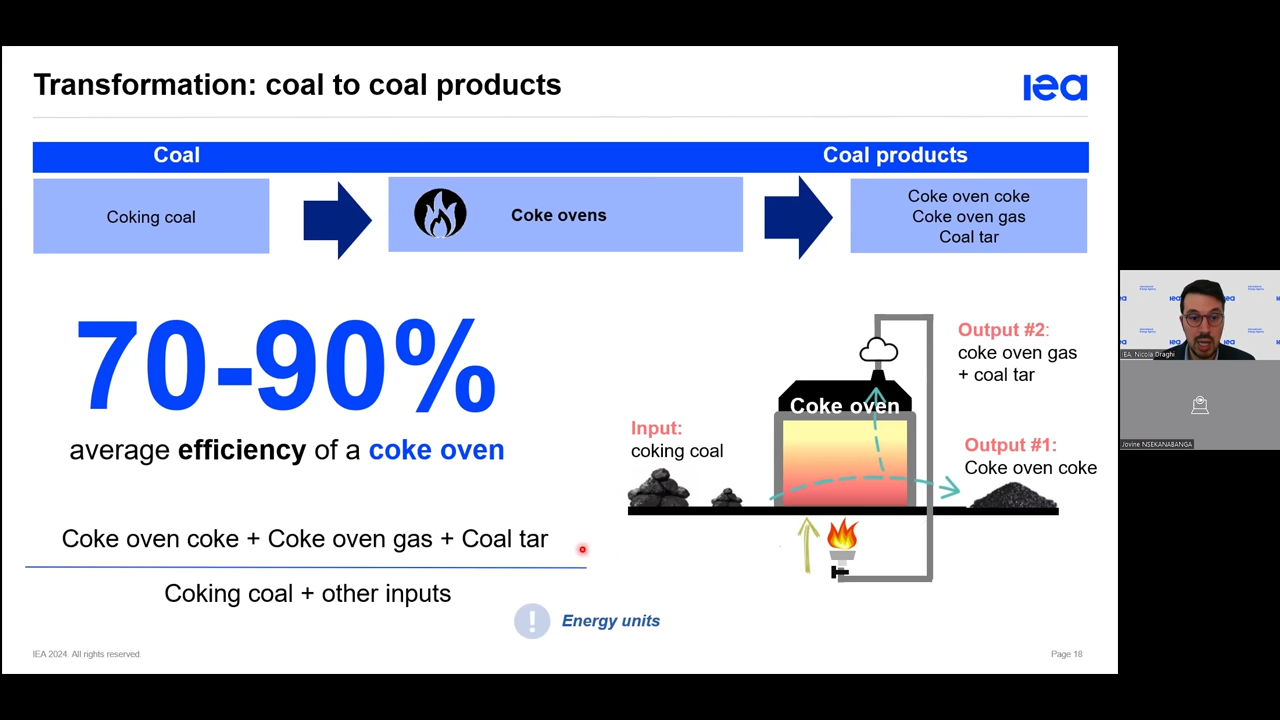 Transformation: coal to coal products
iea
Coal
Coal products
Coking coal
Coke ovens
Coke oven coke
Coke oven gas
Coal tar
70-90%
average efficiency of a coke oven
Coke oven coke + Coke oven gas + Coal tar
Coking coal + other inputs
! Energy units
Input:
coking coal
Coke oven
Output #2:
coke oven gas
+ coal tar
Output #1:
Coke oven coke
IEA 2024. All rights reserved.
Page 18
IEA, Nicola Draghi
Jovine NSEKANABANGA